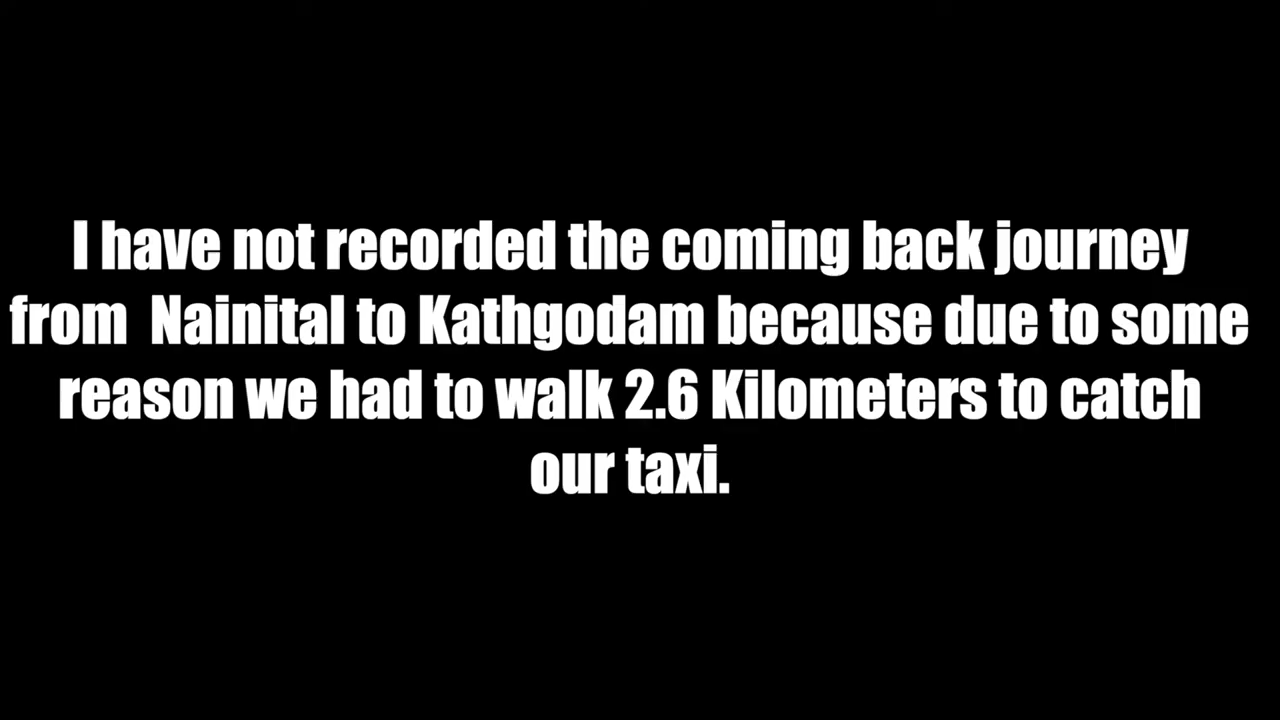 I have not recorded the coming back journey
from  Nainital to Kathgodam because due to some
reason we had to walk 2.6 Kilometers to catch
our taxi.